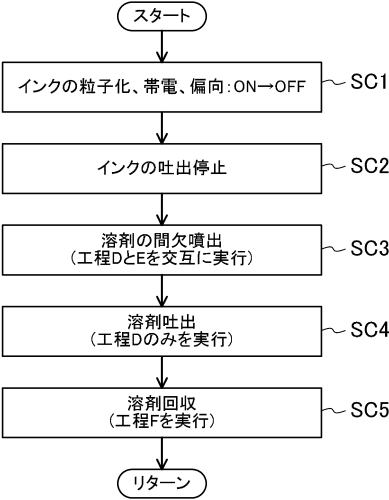 スタート
インクの粒子化、帯電、偏向：ON→OFF
SC1
インクの吐出停止
SC2
溶剤の間欠噴出
(工程DとEを交互に実行)
SC3
溶剤吐出
(工程Dのみを実行)
SC4
溶剤回収
(工程Fを実行)
SC5
リターン